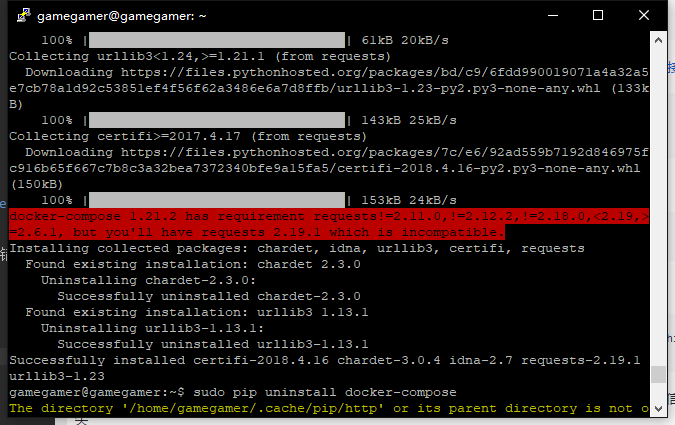 gamegamer@gamegamer: ~
100% |████████████████████████████████| 61kB 20kB/s
Collecting urllib3<1.24,>=1.21.1 (from requests)
Downloading https://files.pythonhosted.org/packages/bd/c9/6fdd990019071a4a32a5
e7cb78a1d92c53851ef4f56f62a3486e6a7d8ffb/urllib3-1.23-py2.py3-none-any.whl (133k
B)
100% |████████████████████████████████| 143kB 25kB/s
Collecting certifi>=2017.4.17 (from requests)
Downloading https://files.pythonhosted.org/packages/7c/e6/92ad559b7192d846975f
c916b65f667c7b8c3a32bea7372340bfe9a15fa5/certifi-2018.4.16-py2.py3-none-any.whl
(150kB)
100% |████████████████████████████████| 153kB 24kB/s
docker-compose 1.21.2 has requirement requests!=2.11.0,!=2.12.2,!=2.18.0,<2.19,>
=2.6.1, but you'll have requests 2.19.1 which is incompatible.
Installing collected packages: chardet, idna, urllib3, certifi, requests
Found existing installation: chardet 2.3.0
Uninstalling chardet-2.3.0:
Successfully uninstalled chardet-2.3.0
Found existing installation: urllib3 1.13.1
Uninstalling urllib3-1.13.1:
Successfully uninstalled urllib3-1.13.1
Successfully installed certifi-2018.4.16 chardet-3.0.4 idna-2.7 requests-2.19.1
urllib3-1.23
gamegamer@gamegamer:~$ sudo pip uninstall docker-compose
The directory '/home/gamegamer/.cache/pip/http' or its parent directory is not o